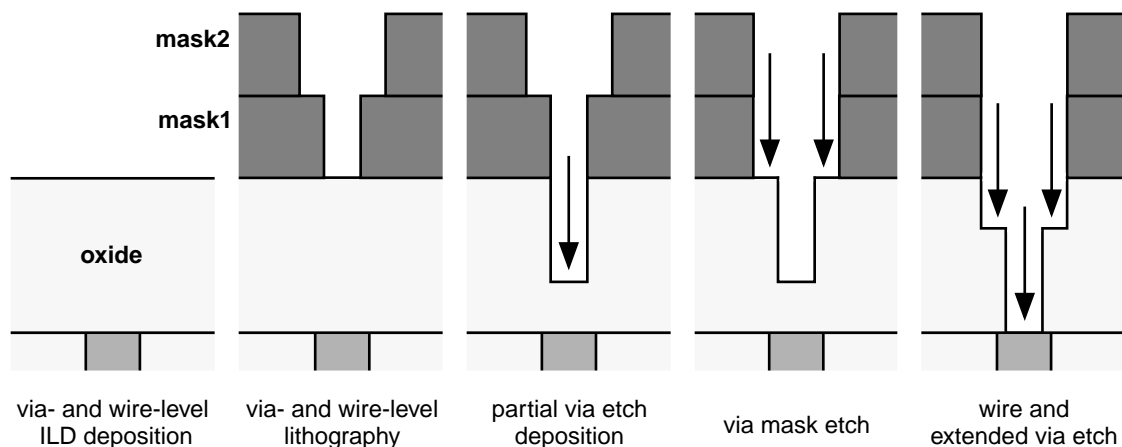 mask2
mask1
oxide
via- and wire-level
ILD deposition
via- and wire-level
lithography
partial via etch
deposition
via mask etch
wire and
extended via etch